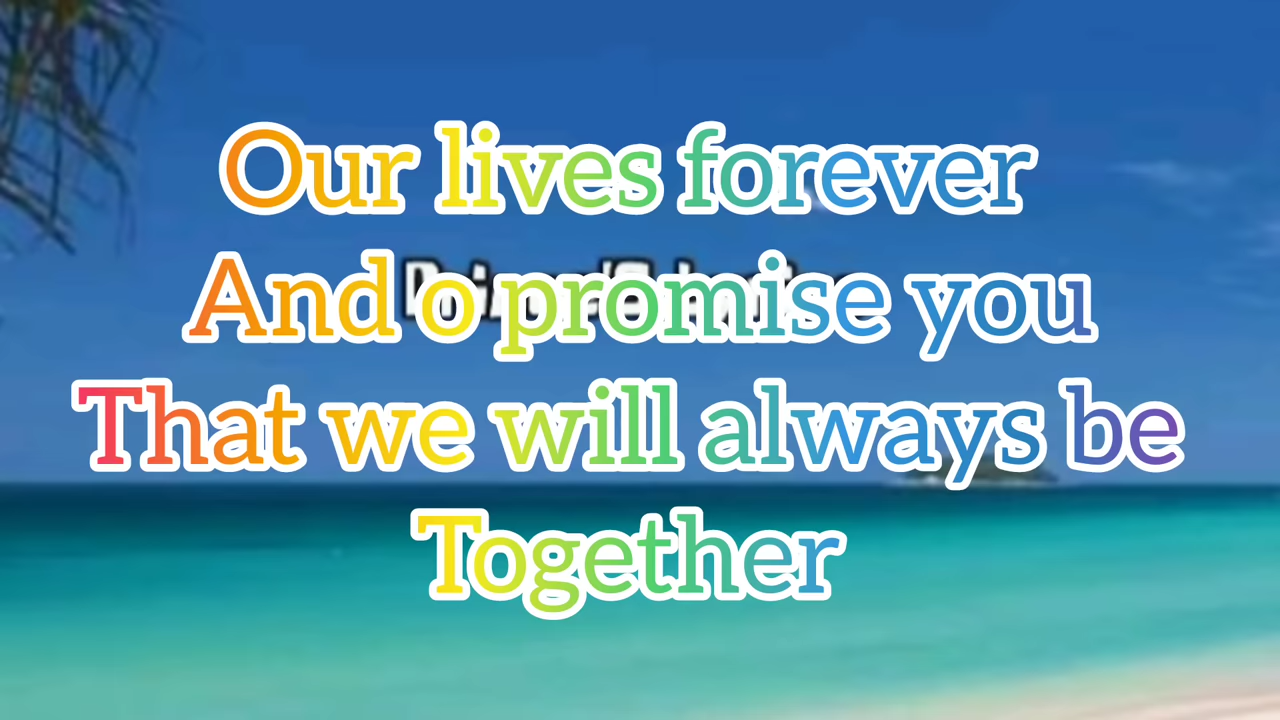 Our lives forever
And o promise you
That we will always be
Together